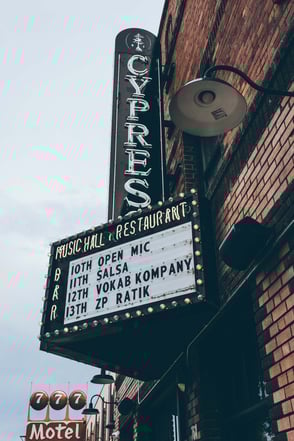 CYPRESS
MUSIC HALL & RESTAURANT
BAR
10TH OPEN MIC
11TH SALSA
12TH VOKAB KOMPANY
13TH ZP RATIK
777
Motel